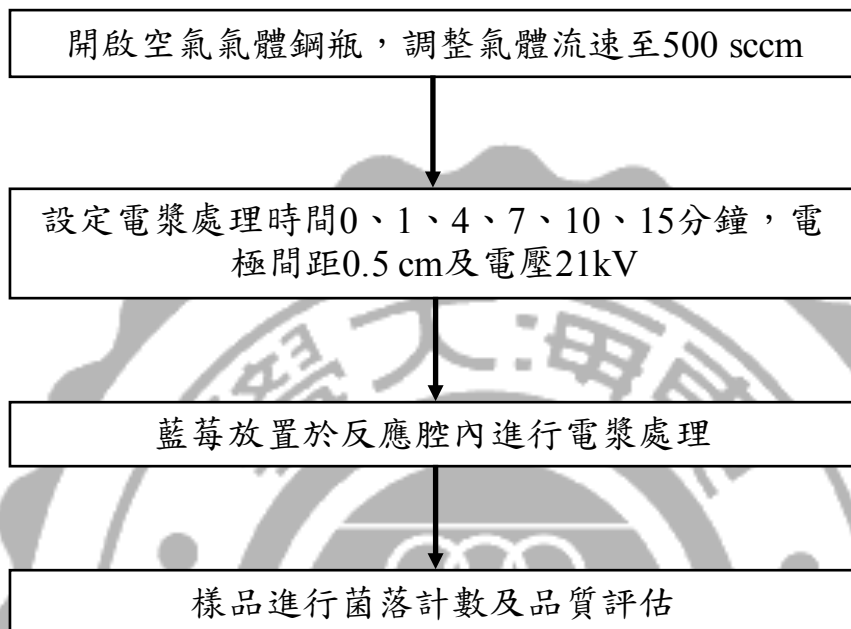 開啟空氣氣體鋼瓶，調整氣體流速至500 sccm
設定電漿處理時間0、1、4、7、10、15分鐘，電
極間距0.5 cm及電壓21kV
學大海東
藍莓放置於反應腔內進行電漿處理
樣品進行菌落計數及品質評估